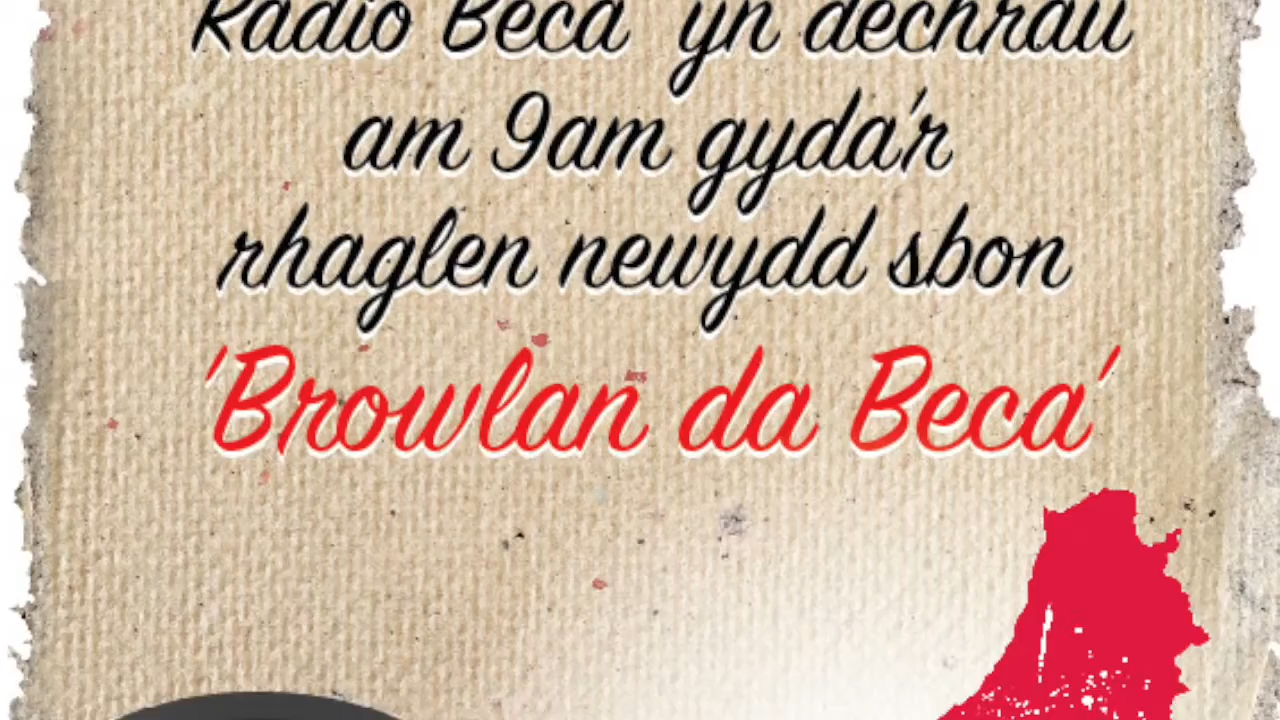 Radio Beca yn dechrau
am 9am gyda'r
rhaglen newydd sbon
'Browlan da Beca'